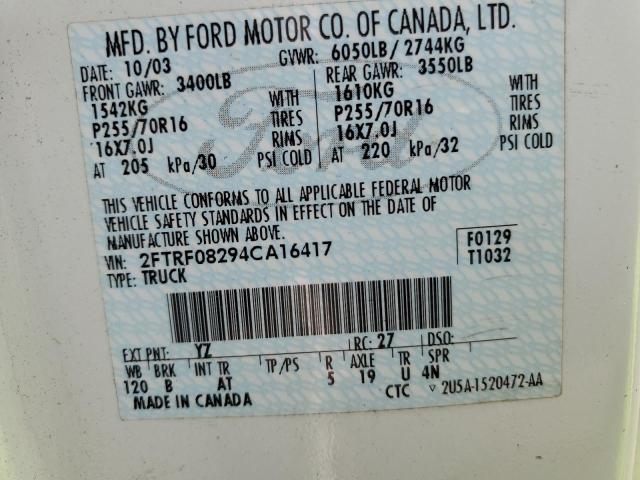 MFD. BY FORD MOTOR CO. OF CANADA, LTD.
DATE: 10/03 GVWR: 6050LB/ 2744KG
FRONT GAWR: 3400LB REAR GAWR: 3550LB
1542KG WITH 1610KG WITH
P255/70R16 TIRES P255/70R16 TIRES
16X7.0J RIMS 16X7.0J RIMS
AT 205 kPa/30 PSI COLD AT 220 kPa/32 PSI COLD
THIS VEHICLE CONFORMS TO ALL APPLICABLE FEDERAL MOTOR
VEHICLE SAFETY STANDARDS IN EFFECT ON THE DATE OF
MANUFACTURE SHOWN ABOVE.
VIN: 2FTRF08294CA16417 F0129
TYPE: TRUCK T1032
Ford
EXT PNT: YZ RC: 27 DSO:
WB BRK INT TR TP/PS R AXLE TR SPR
120 B AT 5 19 U 4N
MADE IN CANADA CTC ▽ 2U5A-1520472-AA